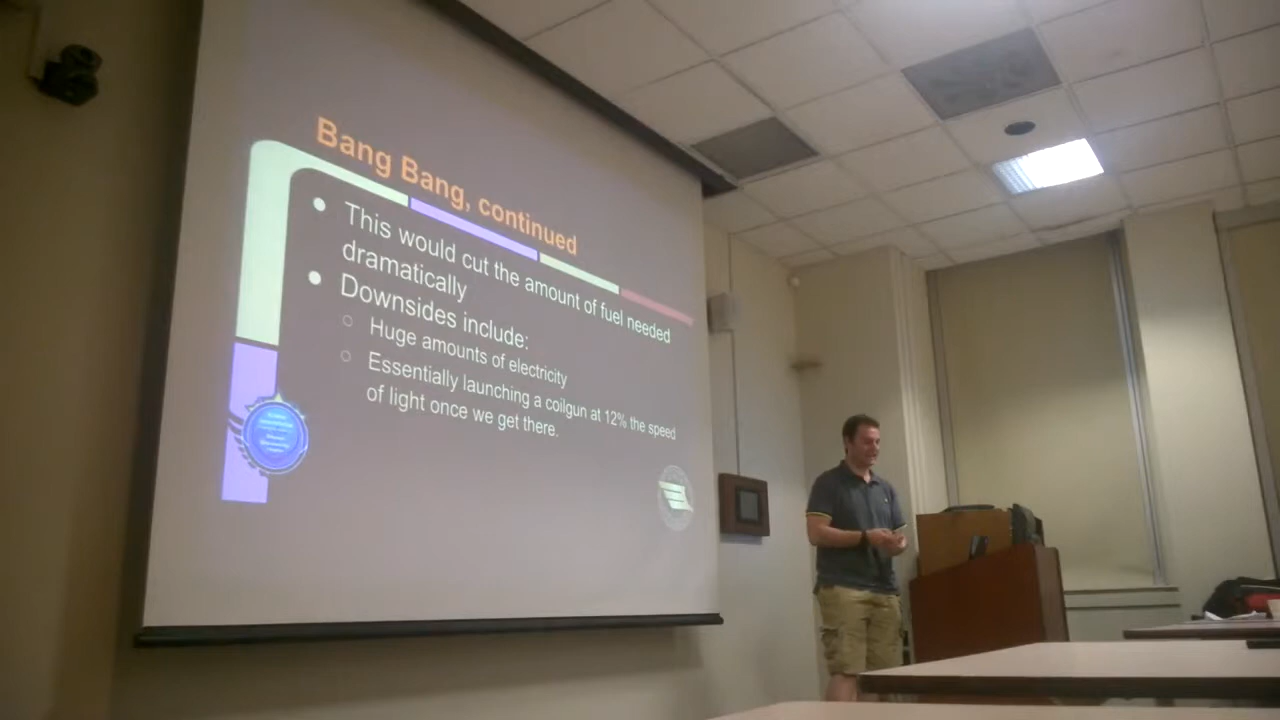 Bang Bang, continued
• This would cut the amount of fuel needed
dramatically
• Downsides include:
○ Huge amounts of electricity
○ Essentially launching a coilgun at 12% the speed
of light once we get there.